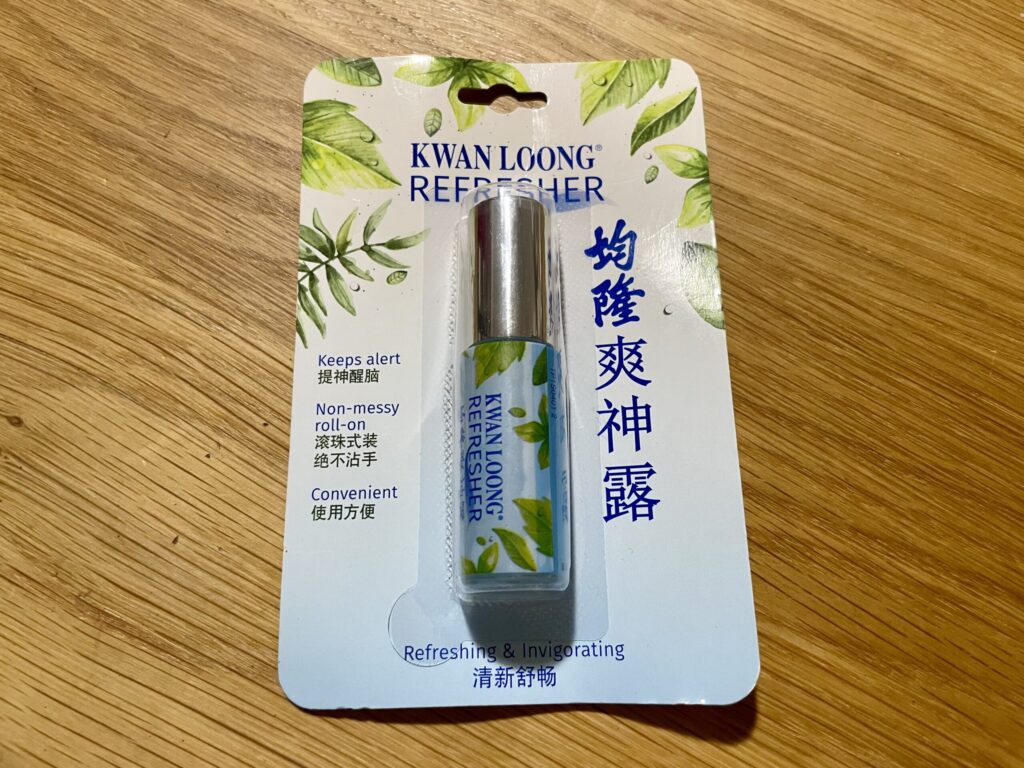 KWAN LOONG®
REFRESHER
均隆爽神露
Keeps alert
提神醒脑
Non-messy
roll-on
滚珠式装
绝不沾手
Convenient
使用方便
KWAN LOONG®
REFRESHER
Refreshing & Invigorating
清新舒畅